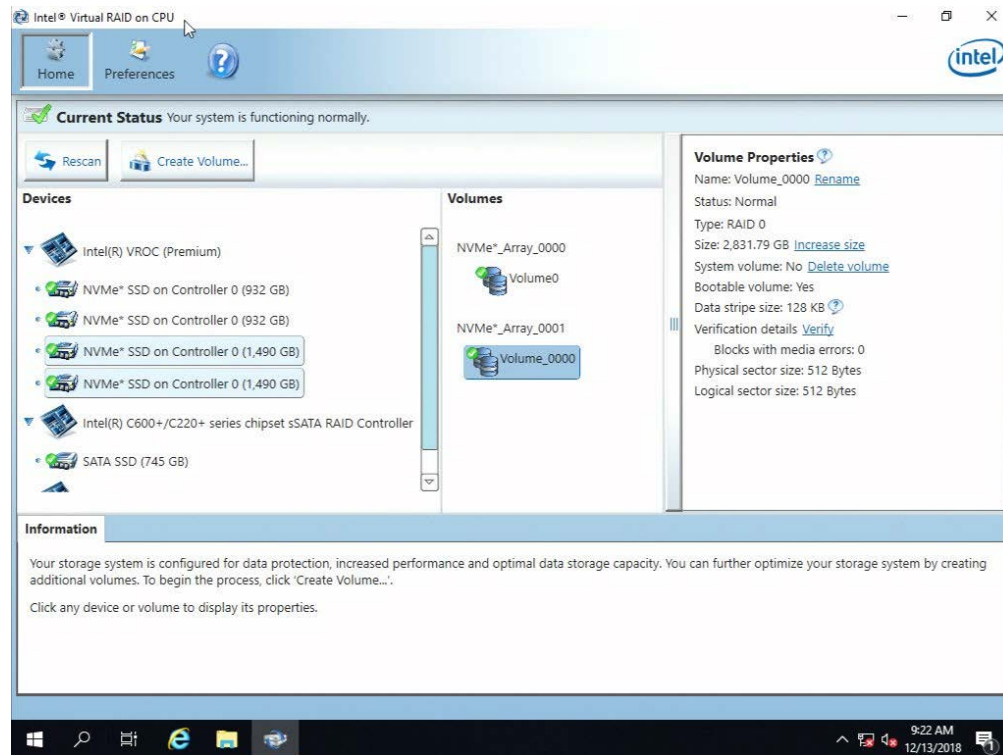 Intel® Virtual RAID on CPU
Home
Preferences
?
intel
Current Status Your system is functioning normally.
Rescan
Create Volume...
Devices
Intel(R) VROC (Premium)
NVMe* SSD on Controller 0 (932 GB)
NVMe* SSD on Controller 0 (932 GB)
NVMe* SSD on Controller 0 (1,490 GB)
NVMe* SSD on Controller 0 (1,490 GB)
Intel(R) C600+/C220+ series chipset sSATA RAID Controller
SATA SSD (745 GB)
Volumes
NVMe*_Array_0000
Volume0
NVMe*_Array_0001
Volume_0000
Volume Properties ?
Name: Volume_0000 Rename
Status: Normal
Type: RAID 0
Size: 2,831.79 GB Increase size
System volume: No Delete volume
Bootable volume: Yes
Data stripe size: 128 KB ?
Verification details Verify
Blocks with media errors: 0
Physical sector size: 512 Bytes
Logical sector size: 512 Bytes
Information
Your storage system is configured for data protection, increased performance and optimal data storage capacity. You can further optimize your storage system by creating
additional volumes. To begin the process, click 'Create Volume...'.
Click any device or volume to display its properties.
9:22 AM
12/13/2018